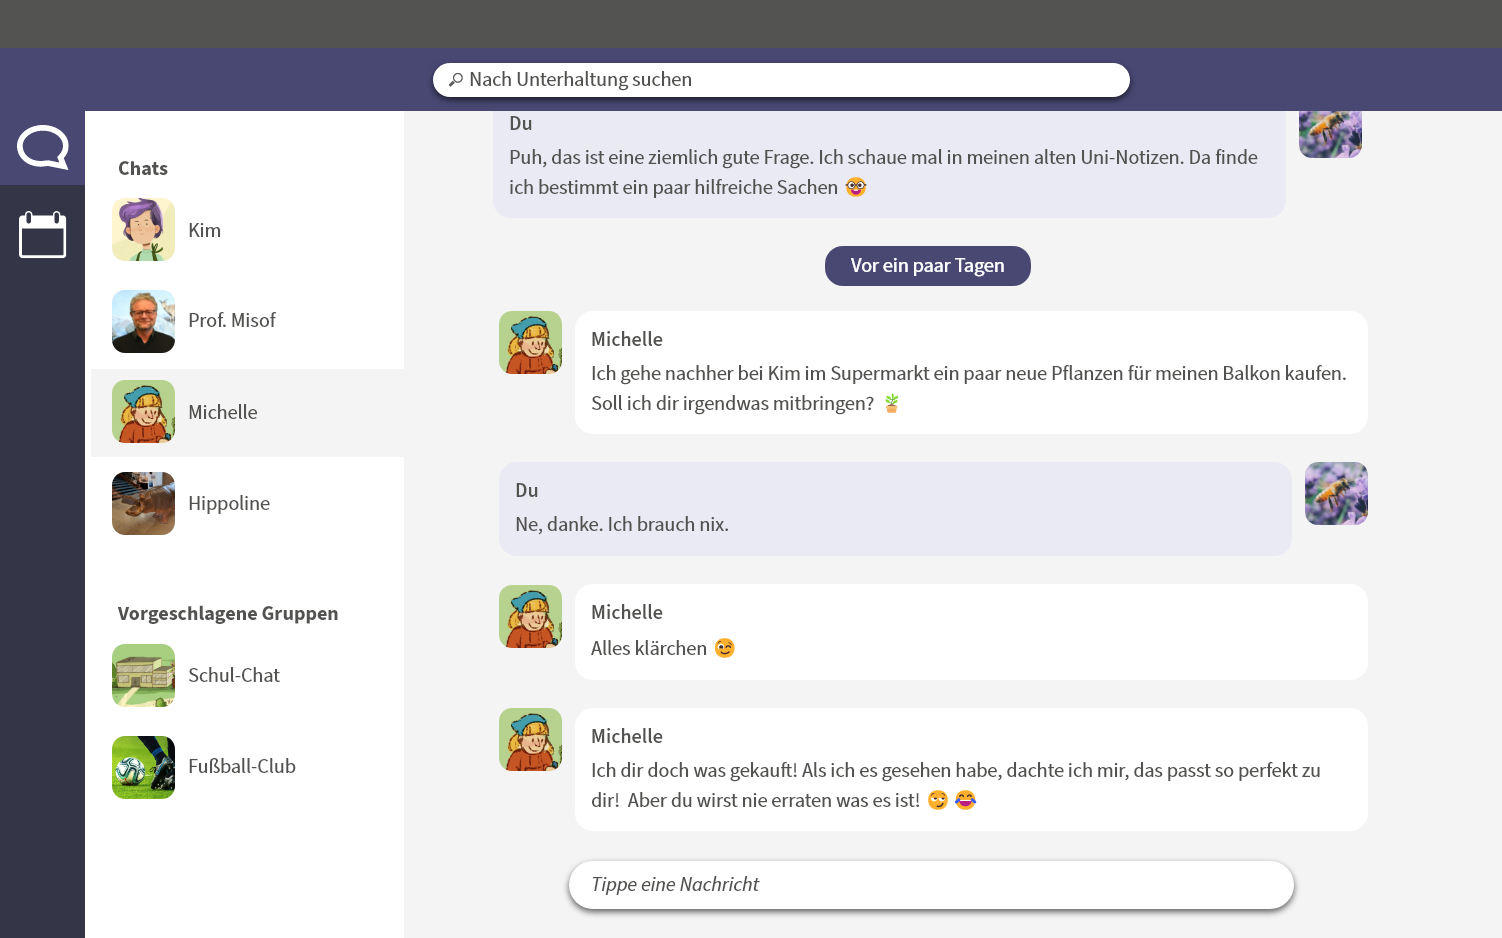 Nach Unterhaltung suchen
Chats
Kim
Prof. Misof
Michelle
Hippoline
Vorgeschlagene Gruppen
Schul-Chat
Fußball-Club
Du
Puh, das ist eine ziemlich gute Frage. Ich schaue mal in meinen alten Uni-Notizen. Da finde
ich bestimmt ein paar hilfreiche Sachen 🤓
Vor ein paar Tagen
Michelle
Ich gehe nachher bei Kim im Supermarkt ein paar neue Pflanzen für meinen Balkon kaufen.
Soll ich dir irgendwas mitbringen? 🪴
Du
Ne, danke. Ich brauch nix.
Michelle
Alles klärchen 😉
Michelle
Ich dir doch was gekauft! Als ich es gesehen habe, dachte ich mir, das passt so perfekt zu
dir! Aber du wirst nie erraten was es ist! 🙄 😂
Tippe eine Nachricht